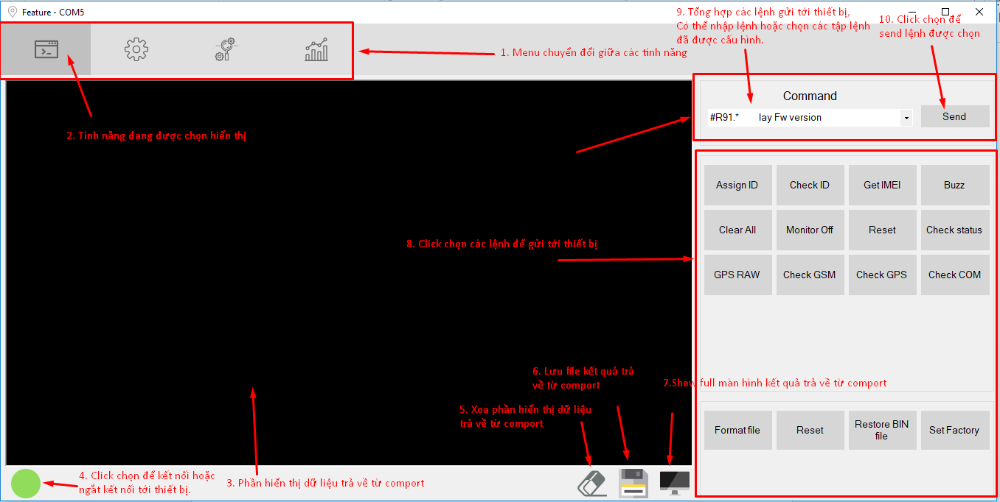 Feature - COM5
9. Tổng hợp các lệnh gửi tới thiết bị,
Có thể nhập lệnh hoặc chọn các tập lệnh
đã được cấu hình.
10. Click chọn để
send lệnh được chọn
1. Menu chuyển đổi giữa các tính năng
2. Tính năng đang được chọn hiển thị
Command
#R91.* lay Fw version
Send
Assign ID
Check ID
Get IMEI
Buzz
Clear All
Monitor Off
Reset
Check status
8. Click chọn các lệnh để gửi tới thiết bị
GPS RAW
Check GSM
Check GPS
Check COM
6. Lưu file kết quả trả
về từ comport
7.Show full màn hình kết quả trả về từ comport
5. Xoa phần hiển thị dữ liệu
trả về từ comport
Format file
Reset
Restore BIN
file
Set Factory
4. Click chọn để kết nối hoặc
ngắt kết nối tới thiết bị.
3. Phần hiển thị dữ liệu trả về từ comport